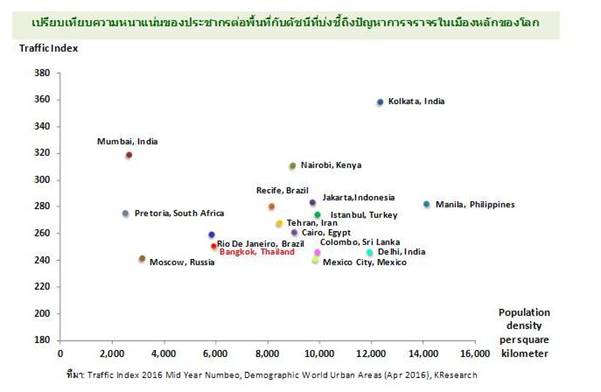 เปรียบเทียบความหนาแน่นของประชากรต่อพื้นที่กับดัชนีที่บ่งชี้ถึงปัญหาการจราจรในเมืองหลักของโลก
Traffic Index
380
360
340
320
300
280
260
240
220
200
180
Kolkata, India
Mumbai, India
Nairobi, Kenya
Recife, Brazil
Jakarta,Indonesia
Manila, Philippines
Pretoria, South Africa
Istanbul, Turkey
Tehran, Iran
Cairo, Egypt
Rio De Janeiro, Brazil
Colombo, Sri Lanka
Bangkok, Thailand
Delhi, India
Moscow, Russia
Mexico City, Mexico
Population
density
per square
kilometer
0
2,000
4,000
6,000
8,000
10,000
12,000
14,000
16,000
ที่มา: Traffic Index 2016 Mid Year Numbeo, Demographic World Urban Areas (Apr 2016), KResearch